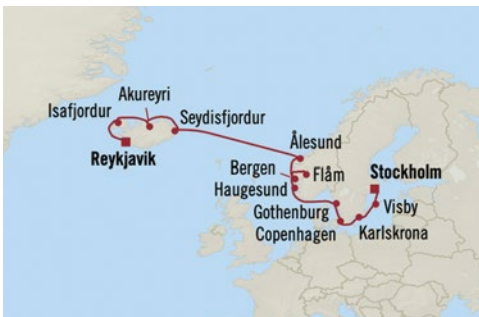 Akureyri
Isafjordur
Seydisfjordur
Reykjavik
Ålesund
Bergen
Flåm
Stockholm
Haugesund
Gothenburg
Visby
Copenhagen
Karlskrona